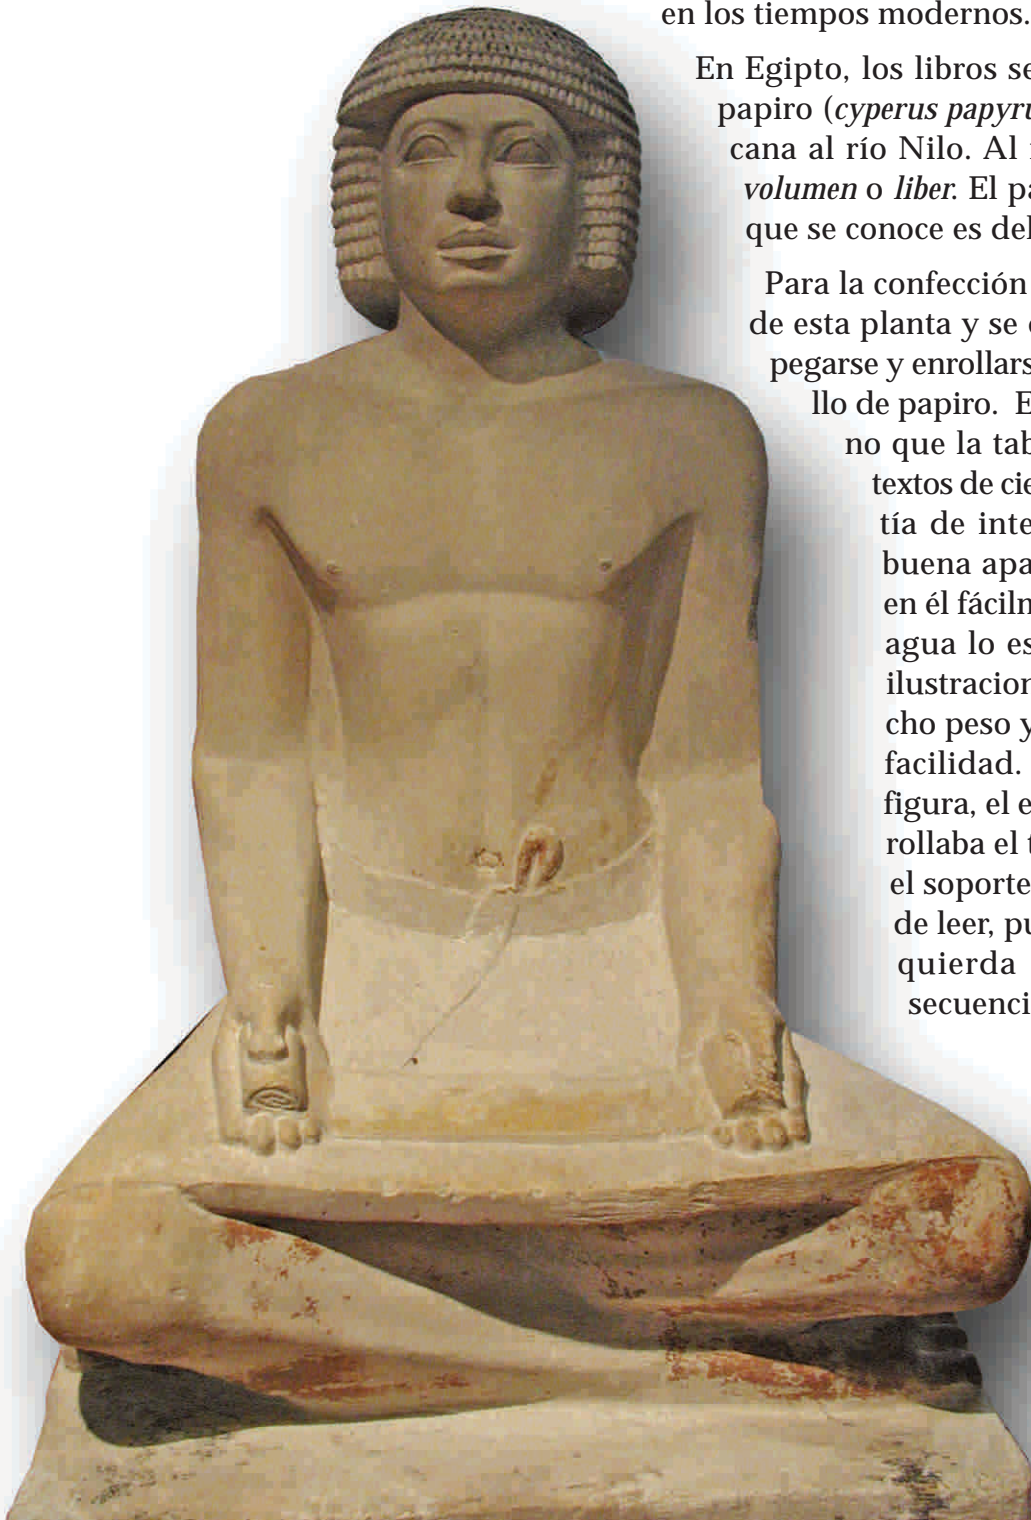 en los tiempos modernos.
En Egipto, los libros se
papiro (cyperus papyru
cana al río Nilo. Al
volumen o liber. El pa
que se conoce es del
Para la confección
de esta planta y se
pegarse y enrollars
llo de papiro. E
no que la tab
textos de cie
tía de inte
buena apa
en él fáciln
agua lo es
ilustracion
cho peso y
facilidad.
figura, el e
rollaba el t
el soporte
de leer, pu
quierda
secuenci